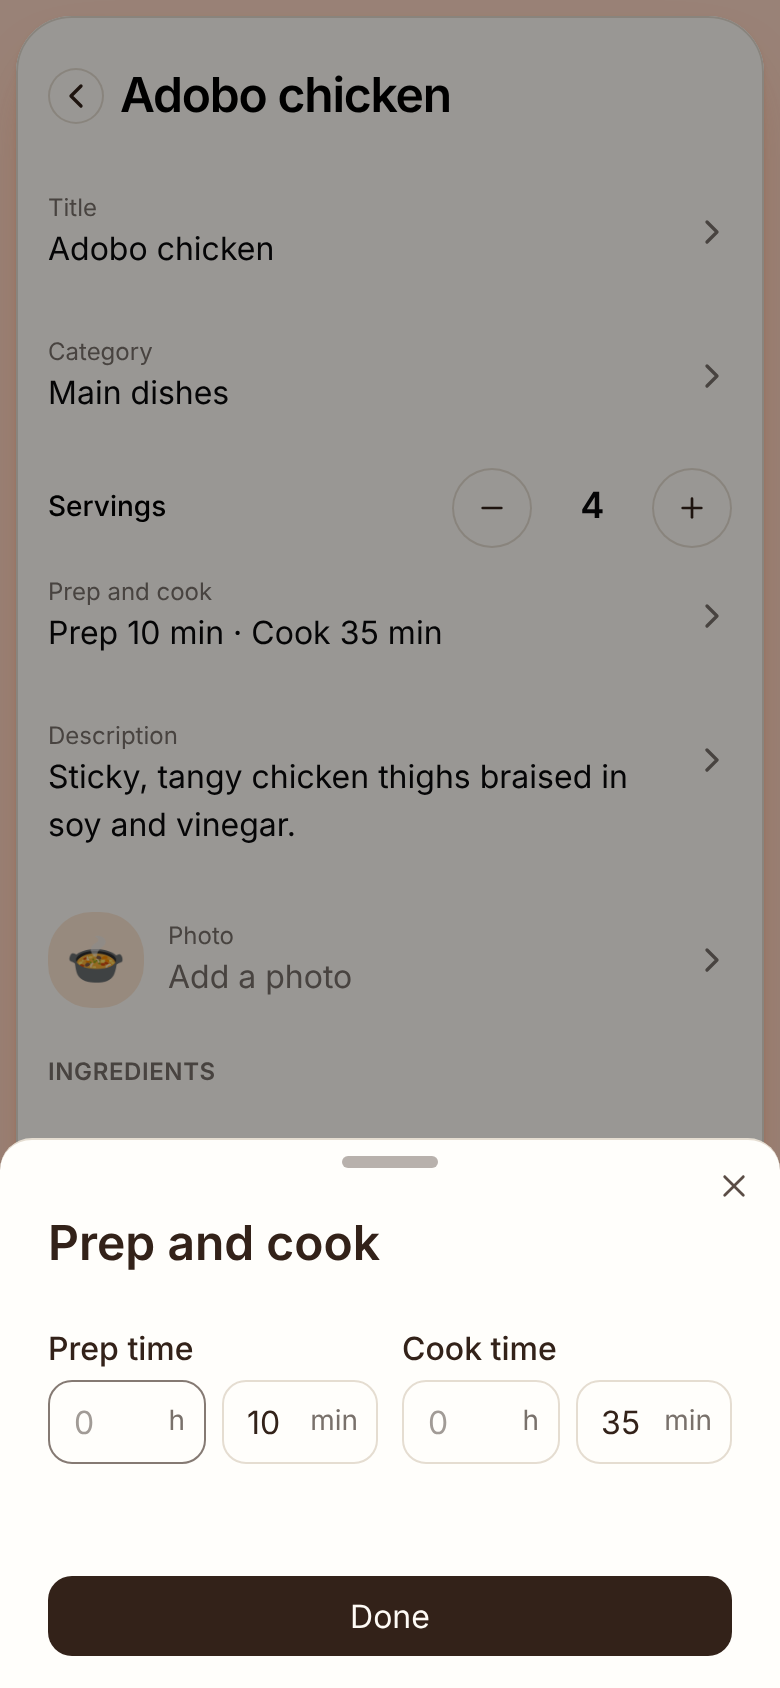 Adobo chicken
Title
Adobo chicken
Category
Main dishes
Servings
4
Prep and cook
Prep 10 min · Cook 35 min
Description
Sticky, tangy chicken thighs braised in
soy and vinegar.
Photo
Add a photo
INGREDIENTS
Prep and cook
Prep time Cook time
0 h 10 min 0 h 35 min
Done